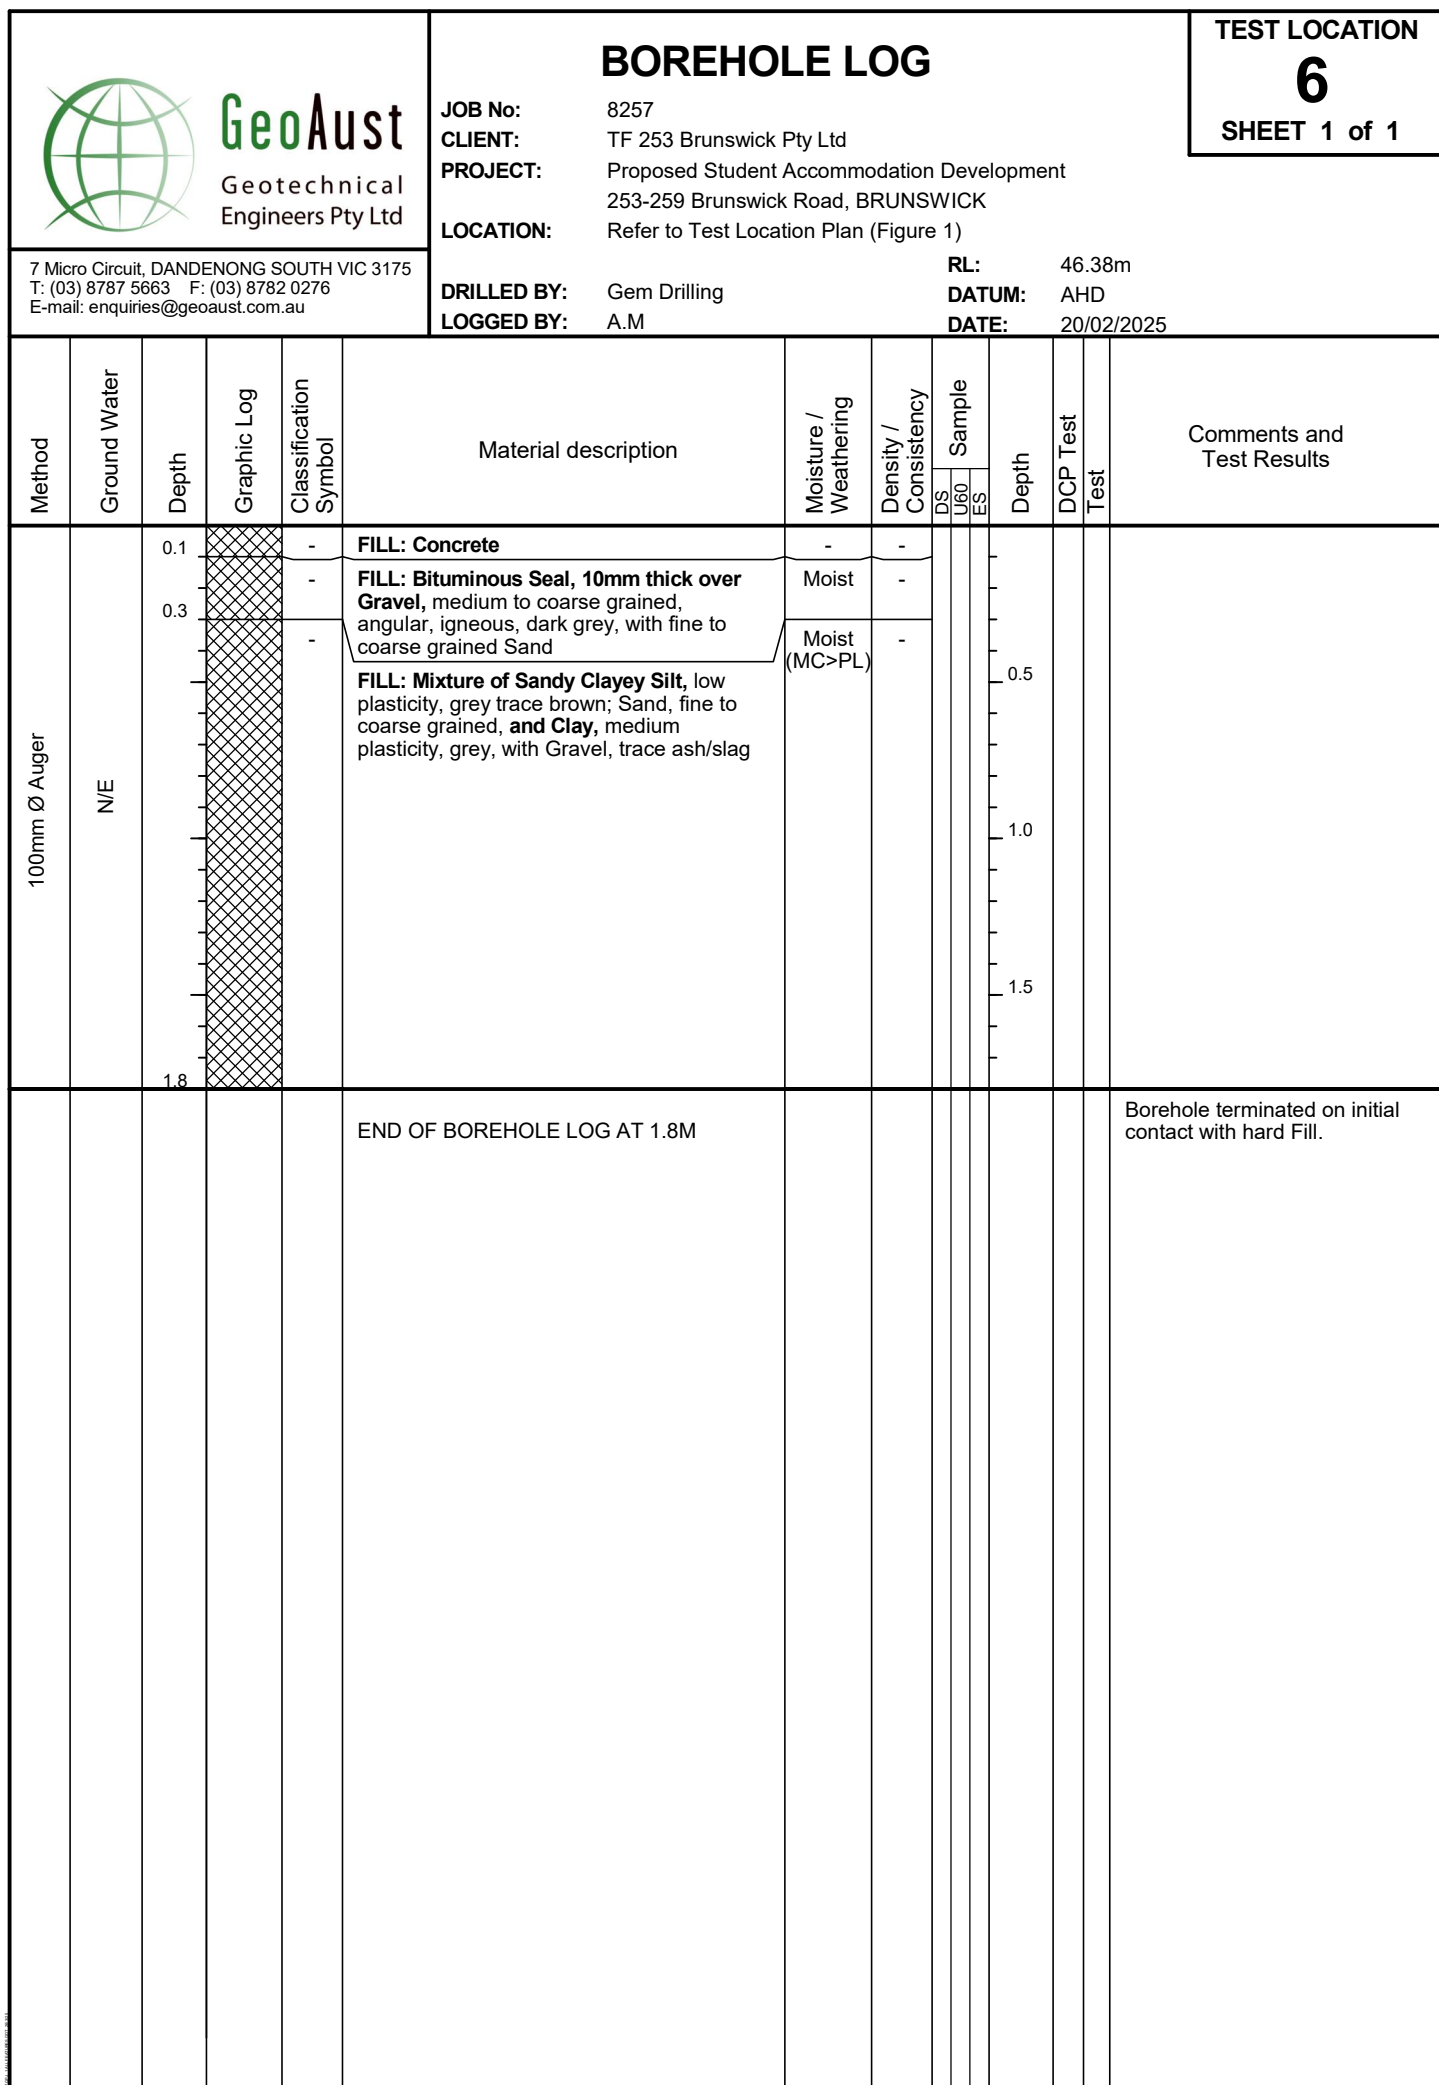 GeoAust
Geotechnical
Engineers Pty Ltd
7 Micro Circuit, DANDENONG SOUTH VIC 3175
T: (03) 8787 5663 F: (03) 8782 0276
E-mail: enquiries@geoaust.com.au
BOREHOLE LOG
JOB No: 8257
CLIENT: TF 253 Brunswick Pty Ltd
PROJECT: Proposed Student Accommodation Development
253-259 Brunswick Road, BRUNSWICK
LOCATION: Refer to Test Location Plan (Figure 1)
RL: 46.38m
DRILLED BY: Gem Drilling
DATUM: AHD
LOGGED BY: A.M
DATE: 20/02/2025
TEST LOCATION
6
SHEET 1 of 1
Method
Ground Water
Depth
Graphic Log
Classification
Symbol
Material description
Moisture /
Weathering
Density /
Consistency
Sample
DS
U60
ES
Depth
DCP Test
Test
Comments and
Test Results
100mm Ø Auger
N/E
0.1
- FILL: Concrete - -
- FILL: Bituminous Seal, 10mm thick over Moist -
Gravel, medium to coarse grained,
angular, igneous, dark grey, with fine to
coarse grained Sand
0.3
- Moist -
(MC>PL)
FILL: Mixture of Sandy Clayey Silt, low
plasticity, grey trace brown; Sand, fine to
coarse grained, and Clay, medium
plasticity, grey, with Gravel, trace ash/slag
0.5
1.0
1.5
1.8
END OF BOREHOLE LOG AT 1.8M
Borehole terminated on initial
contact with hard Fill.